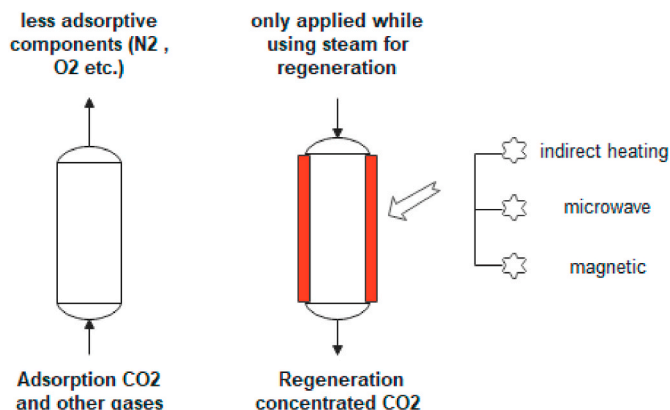 less adsorptive
components (N2 ,
O2 etc.)
only applied while
using steam for
regeneration
indirect heating
microwave
magnetic
Adsorption CO2
and other gases
Regeneration
concentrated CO2